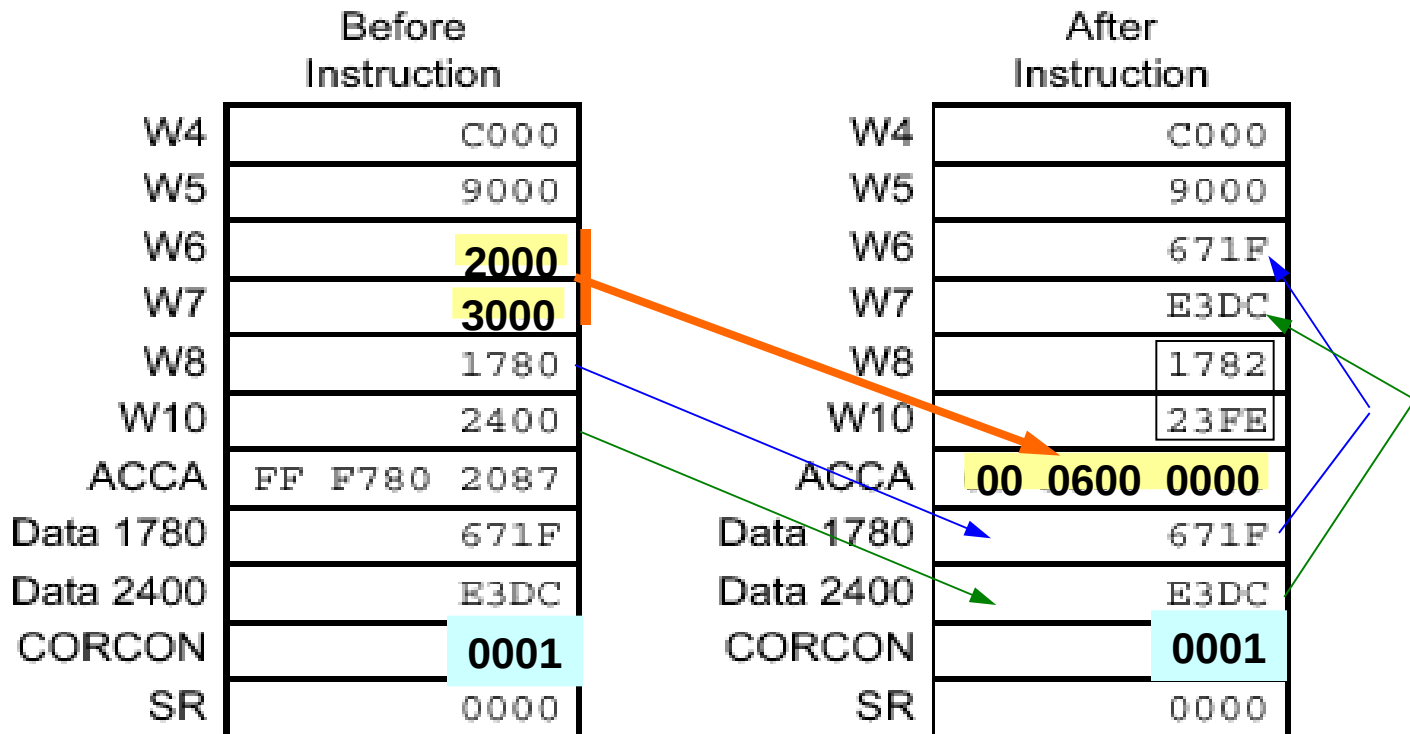 Before
Instruction
W4 C000
W5 9000
W6 2000
W7 3000
W8 1780
W10 2400
ACCA FF F780 2087
Data 1780 671F
Data 2400 E3DC
CORCON 0001
SR 0000
After
Instruction
W4 C000
W5 9000
W6 671F
W7 E3DC
W8 1782
W10 23FE
ACCA 00 0600 0000
Data 1780 671F
Data 2400 E3DC
CORCON 0001
SR 0000